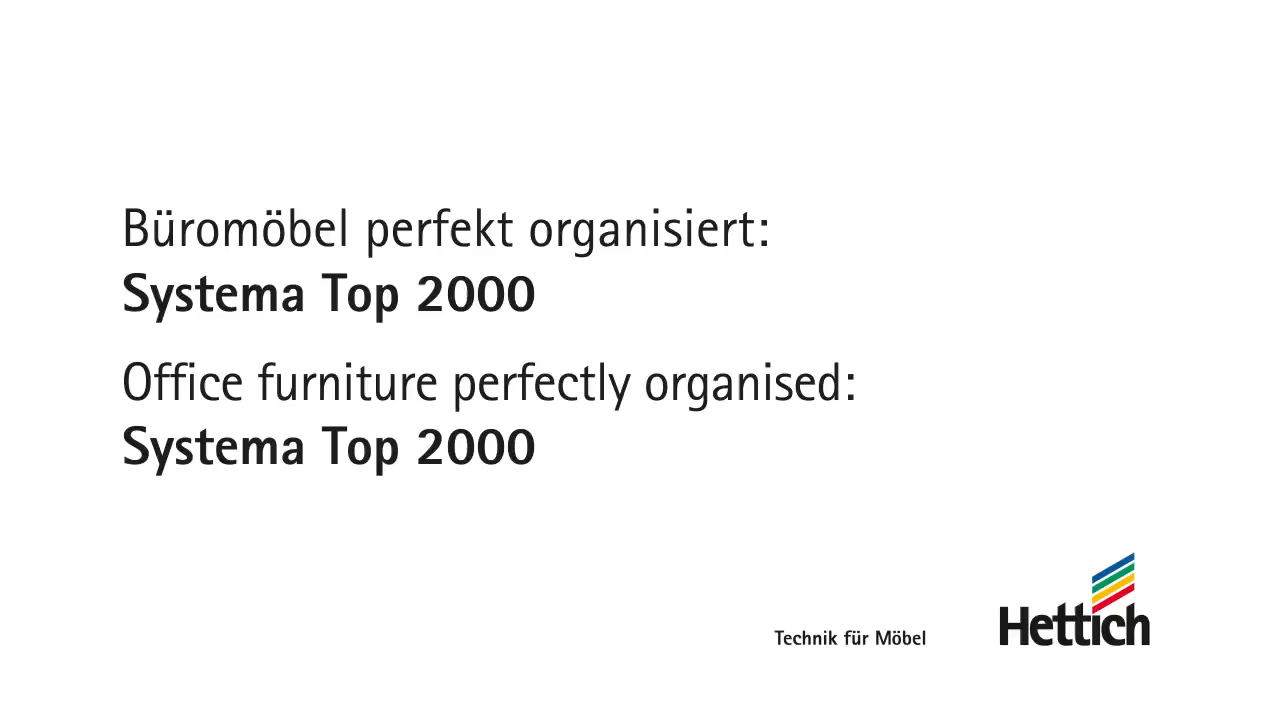 Büromöbel perfekt organisiert:
Systema Top 2000
Office furniture perfectly organised:
Systema Top 2000
Technik für Möbel
Hettich